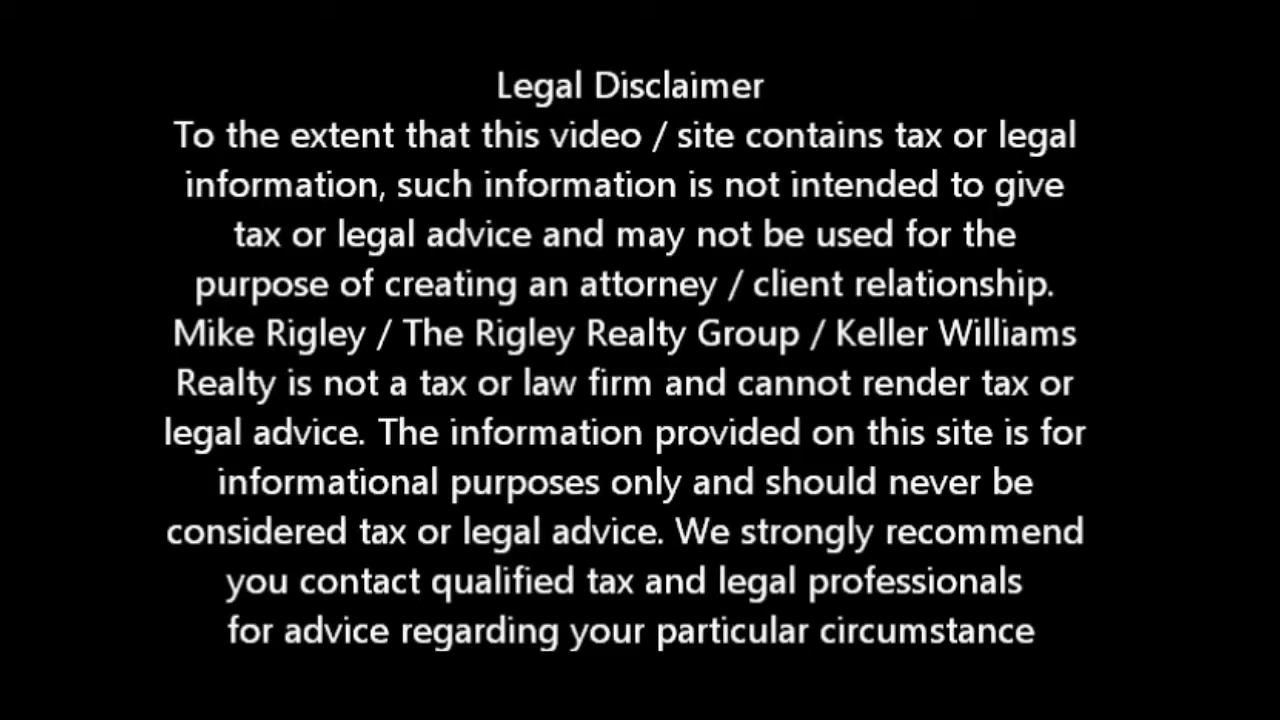 Legal Disclaimer
To the extent that this video / site contains tax or legal
information, such information is not intended to give
tax or legal advice and may not be used for the
purpose of creating an attorney / client relationship.
Mike Rigley / The Rigley Realty Group / Keller Williams
Realty is not a tax or law firm and cannot render tax or
legal advice. The information provided on this site is for
informational purposes only and should never be
considered tax or legal advice. We strongly recommend
you contact qualified tax and legal professionals
for advice regarding your particular circumstance